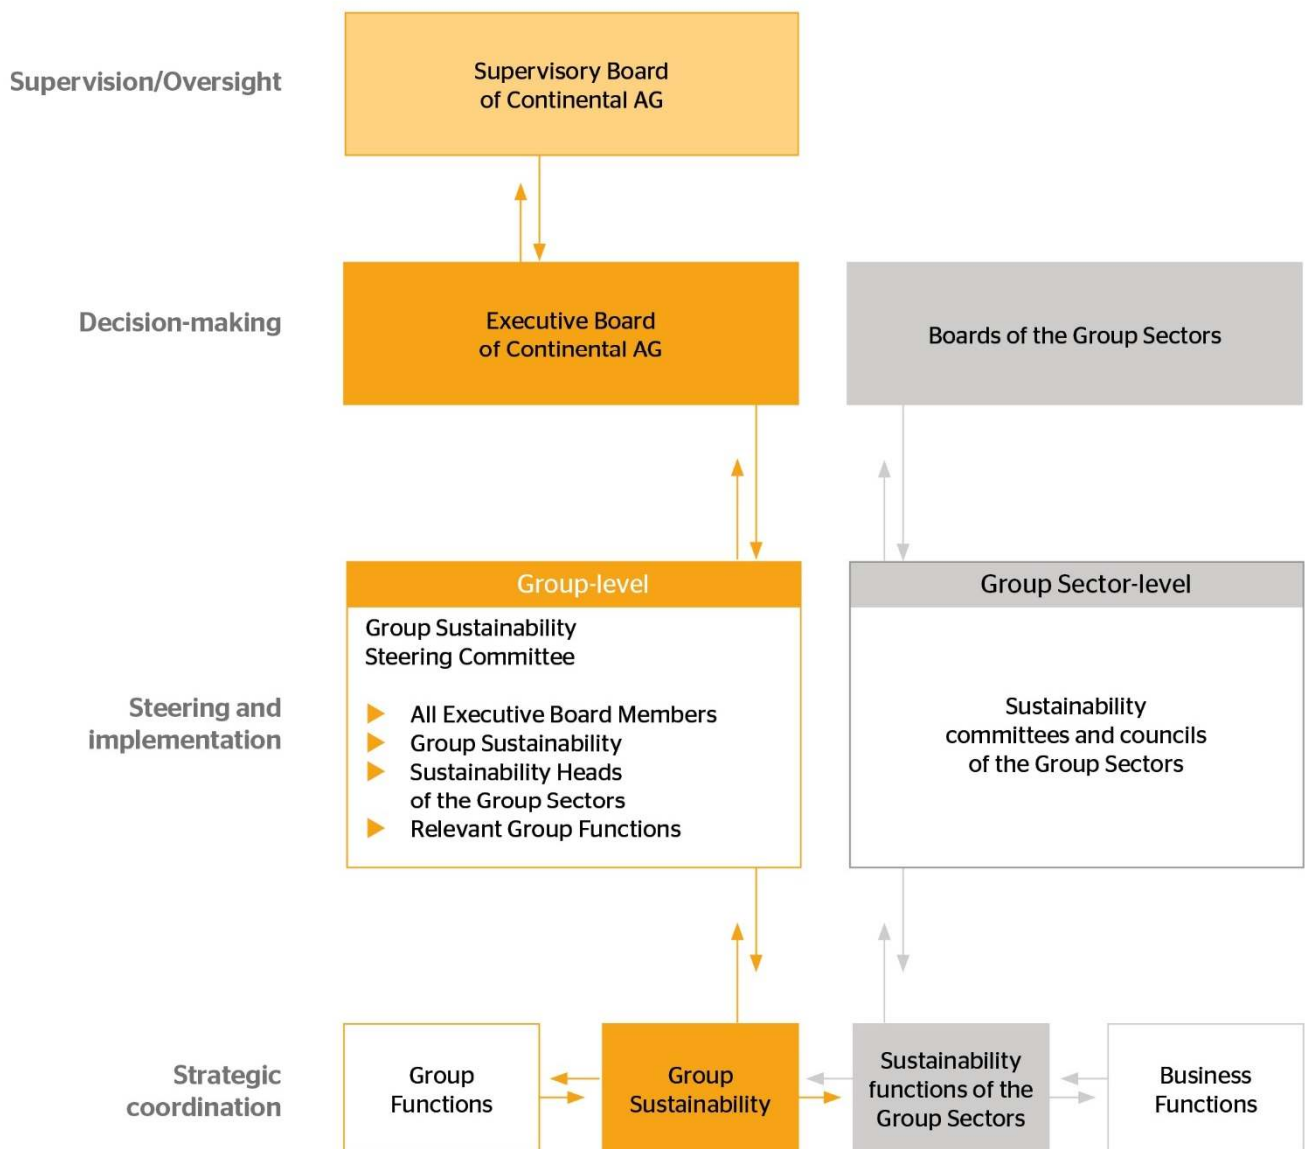 Supervision/Oversight
Supervisory Board
of Continental AG
Decision-making
Executive Board
of Continental AG
Boards of the Group Sectors
Steering and
implementation
Group-level
Group Sustainability
Steering Committee
All Executive Board Members
Group Sustainability
Sustainability Heads
of the Group Sectors
Relevant Group Functions
Group Sector-level
Sustainability
committees and councils
of the Group Sectors
Strategic
coordination
Group
Functions
Group
Sustainability
Sustainability
functions of the
Group Sectors
Business
Functions